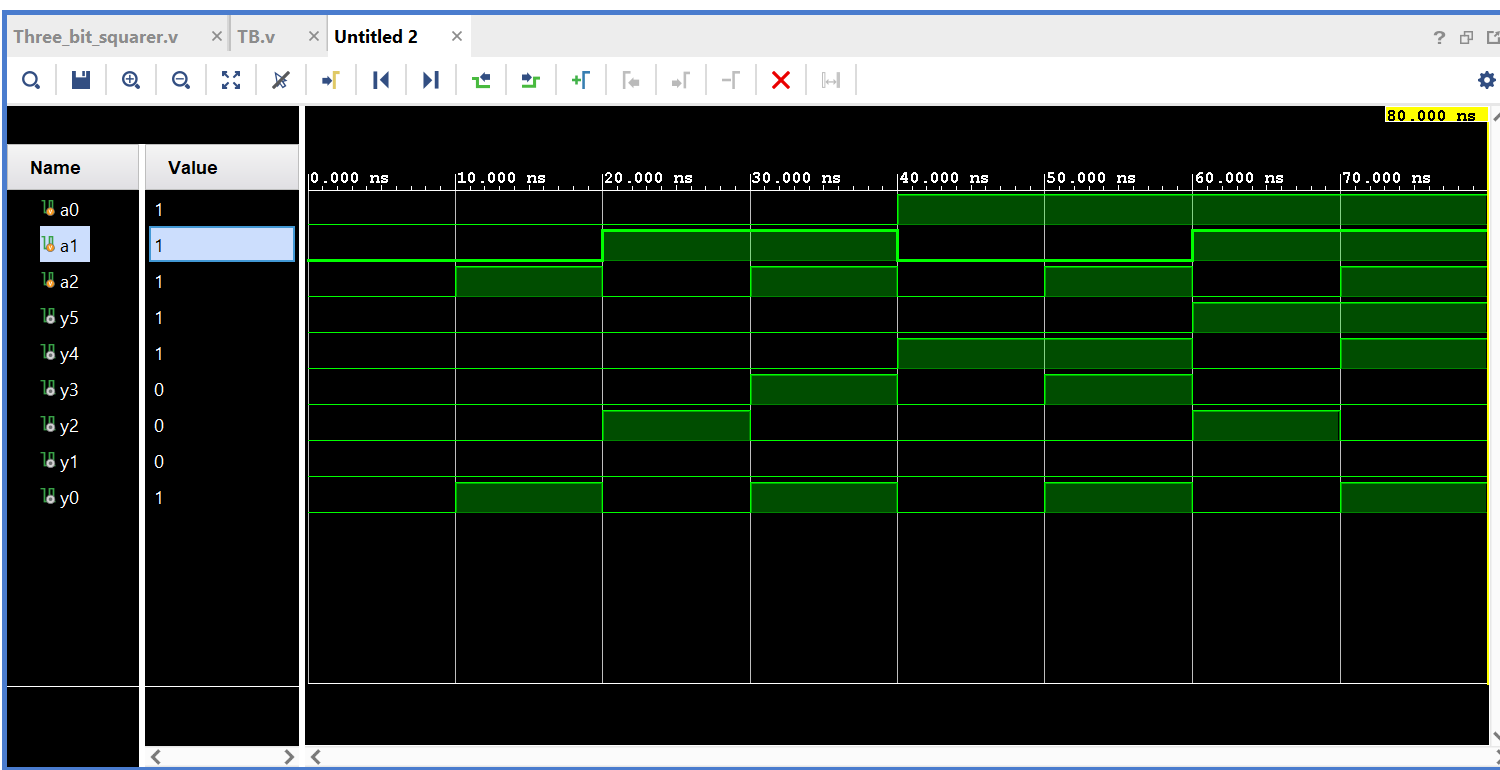 Three_bit_squarer.v × TB.v × Untitled 2 × ?
80.000 ns
Name Value
0.000 ns 10.000 ns 20.000 ns 30.000 ns 40.000 ns 50.000 ns 60.000 ns 70.000 ns
a0 1
a1 1
a2 1
y5 1
y4 1
y3 0
y2 0
y1 0
y0 1